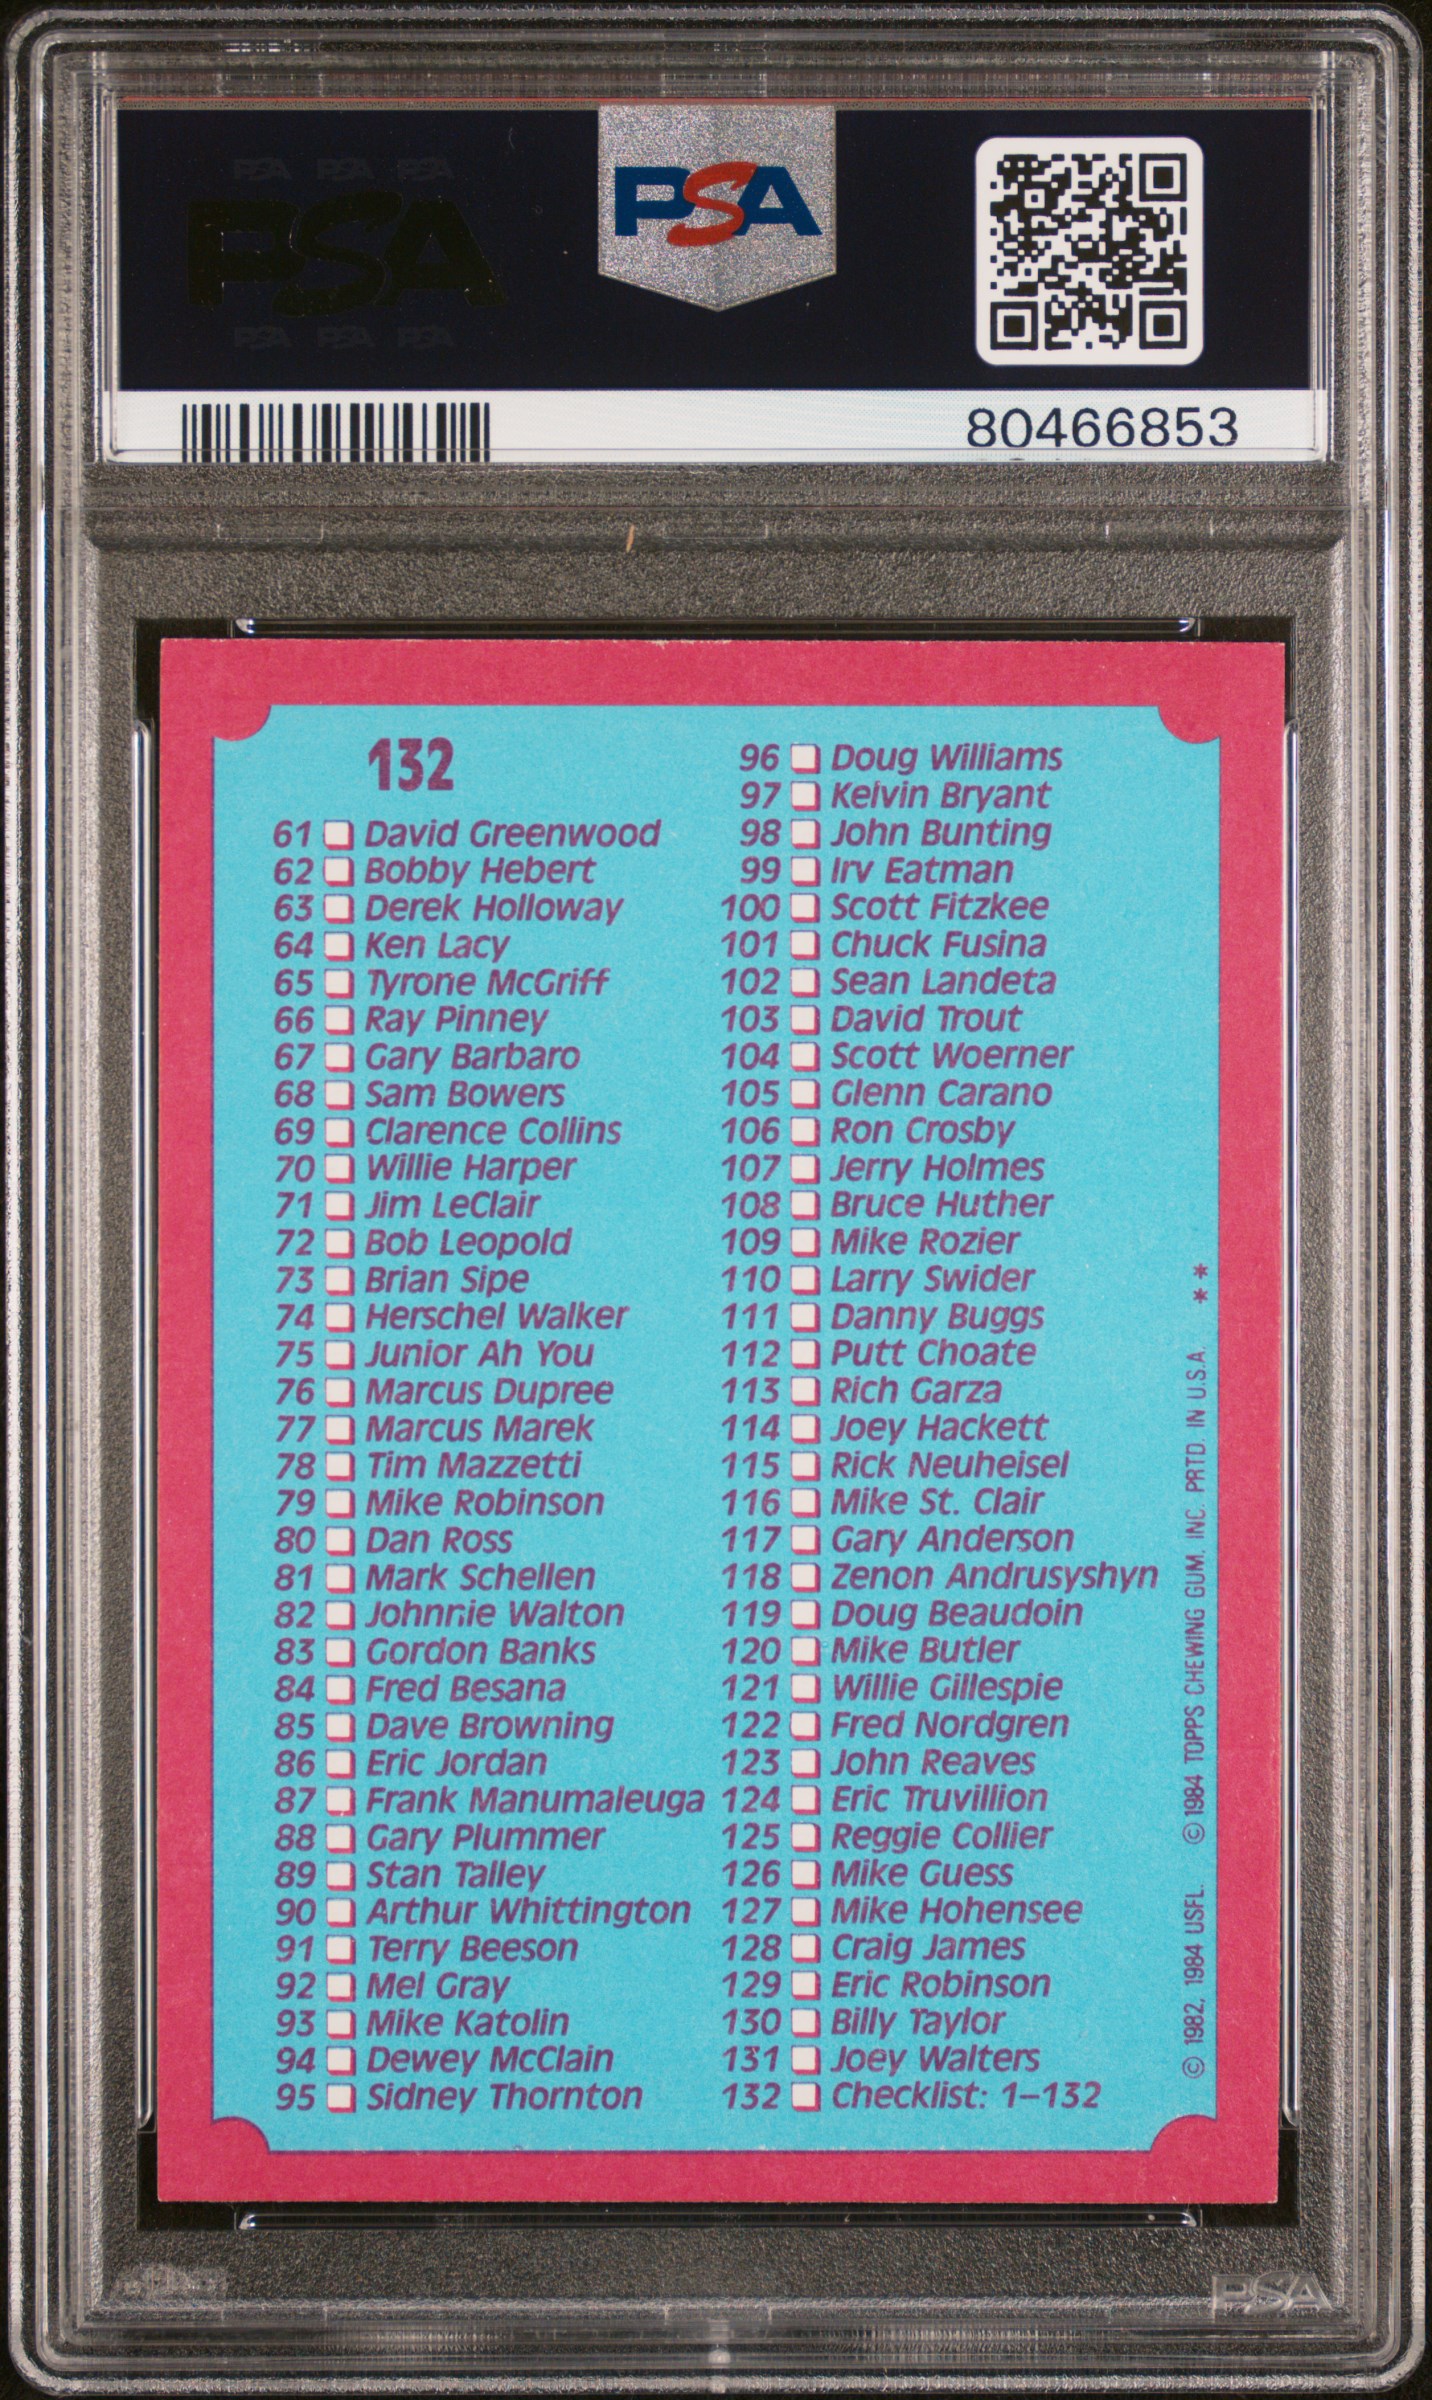 PSA PSA PSA
PSA
PSA PSA PSA
PSA
80466853
132
61 David Greenwood
62 Bobby Hebert
63 Derek Holloway
64 Ken Lacy
65 Tyrone McGriff
66 Ray Pinney
67 Gary Barbaro
68 Sam Bowers
69 Clarence Collins
70 Willie Harper
71 Jim LeClair
72 Bob Leopold
73 Brian Sipe
74 Herschel Walker
75 Junior Ah You
76 Marcus Dupree
77 Marcus Marek
78 Tim Mazzetti
79 Mike Robinson
80 Dan Ross
81 Mark Schellen
82 Johnnie Walton
83 Gordon Banks
84 Fred Besana
85 Dave Browning
86 Eric Jordan
87 Frank Manumaleuga
88 Gary Plummer
89 Stan Talley
90 Arthur Whittington
91 Terry Beeson
92 Mel Gray
93 Mike Katolin
94 Dewey McClain
95 Sidney Thornton
96 Doug Williams
97 Kelvin Bryant
98 John Bunting
99 Irv Eatman
100 Scott Fitzkee
101 Chuck Fusina
102 Sean Landeta
103 David Trout
104 Scott Woerner
105 Glenn Carano
106 Ron Crosby
107 Jerry Holmes
108 Bruce Huther
109 Mike Rozier
110 Larry Swider
111 Danny Buggs
112 Putt Choate
113 Rich Garza
114 Joey Hackett
115 Rick Neuheisel
116 Mike St. Clair
117 Gary Anderson
118 Zenon Andrusyshyn
119 Doug Beaudoin
120 Mike Butler
121 Willie Gillespie
122 Fred Nordgren
123 John Reaves
124 Eric Truvillion
125 Reggie Collier
126 Mike Guess
127 Mike Hohensee
128 Craig James
129 Eric Robinson
130 Billy Taylor
131 Joey Walters
132 Checklist: 1–132
© 1982, 1984 USFL. © 1984 TOPPS CHEWING GUM, INC. PRTD. IN U.S.A. * *
PSA